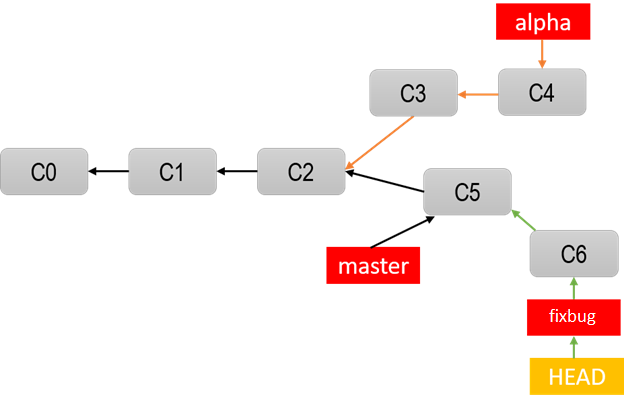 alpha
C3
C4
C0
C1
C2
C5
master
C6
fixbug
HEAD